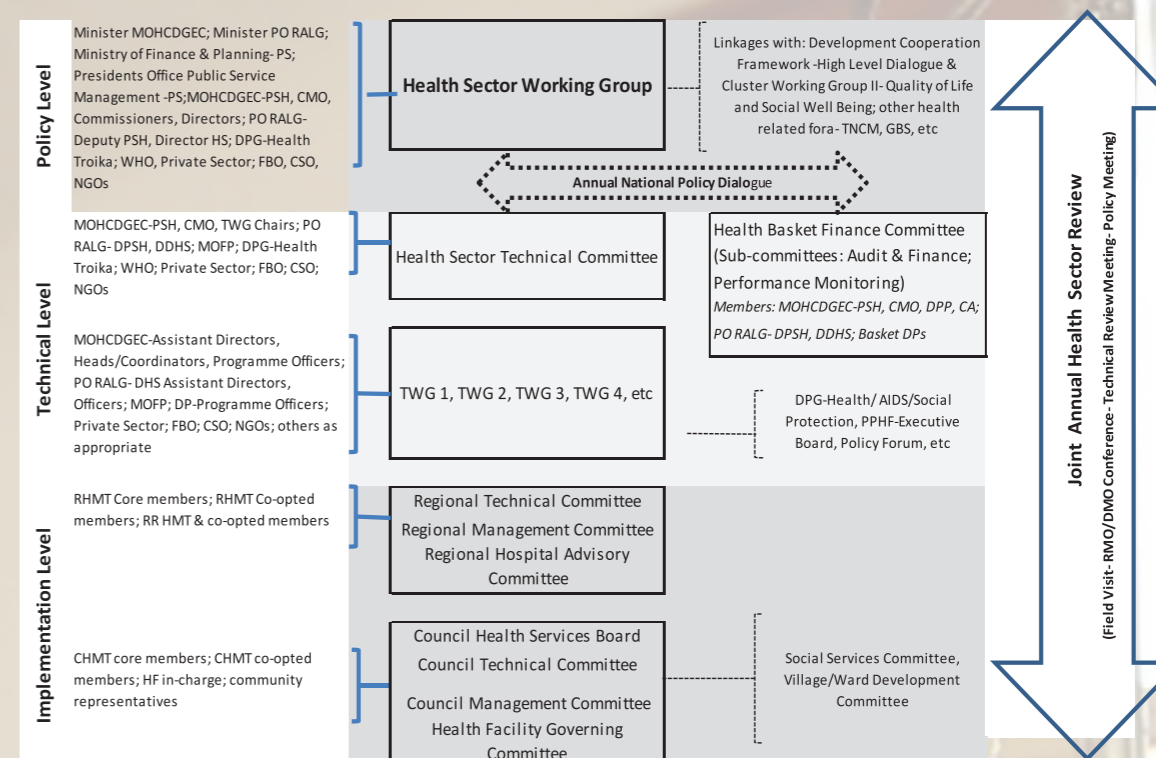 Policy Level
Minister MOHCDGEC; Minister PO RALG;
Ministry of Finance & Planning- PS;
Presidents Office Public Service
Management -PS;MOHCDGEC-PSH, CMO,
Commissioners, Directors; PO RALG-
Deputy PSH, Director HS; DPG-Health
Troika; WHO, Private Sector; FBO, CSO,
NGOs
Health Sector Working Group
Linkages with: Development Cooperation
Framework -High Level Dialogue &
Cluster Working Group II- Quality of Life
and Social Well Being; other health
related fora- TNCM, GBS, etc
Annual National Policy Dialogue
Technical Level
MOHCDGEC-PSH, CMO, TWG Chairs; PO
RALG- DPSH, DDHS; MOFP; DPG-Health
Troika; WHO; Private Sector; FBO; CSO;
NGOs
Health Sector Technical Committee
Health Basket Finance Committee
(Sub-committees: Audit & Finance;
Performance Monitoring)
Members: MOHCDGEC-PSH, CMO, DPP, CA;
PO RALG- DPSH, DDHS; Basket DPs
MOHCDGEC-Assistant Directors,
Heads/Coordinators, Programme Officers;
PO RALG- DHS Assistant Directors,
Officers; MOFP; DP-Programme Officers;
Private Sector; FBO; CSO; NGOs; others as
appropriate
TWG 1, TWG 2, TWG 3, TWG 4, etc
DPG-Health/ AIDS/Social
Protection, PPHF-Executive
Board, Policy Forum, etc
Implementation Level
RHMT Core members; RHMT Co-opted
members; RR HMT & co-opted members
Regional Technical Committee
Regional Management Committee
Regional Hospital Advisory
Committee
CHMT core members; CHMT co-opted
members; HF in-charge; community
representatives
Council Health Services Board
Council Technical Committee
Council Management Committee
Health Facility Governing
Committee
Social Services Committee,
Village/Ward Development
Committee
Joint Annual Health Sector Review
(Field Visit- RMO/DMO Conference- Technical Review Meeting- Policy Meeting)